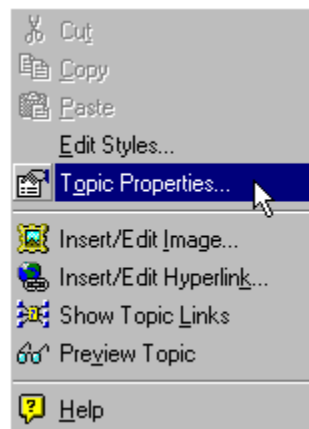 Cut
Copy
Paste
Edit Styles...
Topic Properties...
Insert/Edit Image...
Insert/Edit Hyperlink...
Show Topic Links
Preview Topic
Help